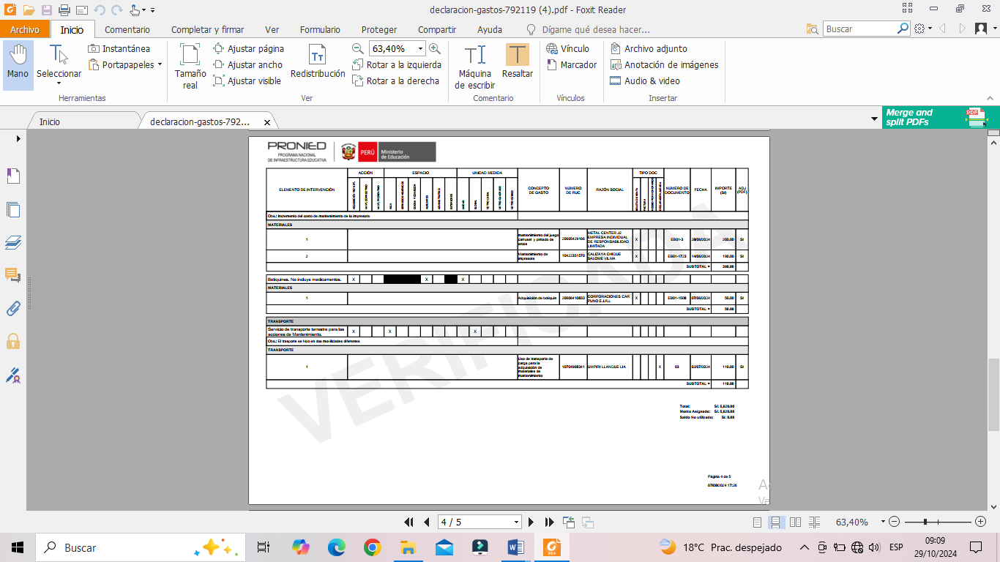 declaracion-gastos-792119 (4).pdf - Foxit Reader
Archivo Inicio Comentario Completar y firmar Ver Formulario Proteger Compartir Ayuda Dígame qué desea hacer... Buscar
Mano
Seleccionar
Instantánea
Portapapeles
Herramientas
Tamaño real
Ajustar página
Ajustar ancho
Ajustar visible
Redistribución
63,40%
Rotar a la izquierda
Rotar a la derecha
Ver
Máquina de escribir
Resaltar
Comentario
Vínculo
Marcador
Vínculos
Archivo adjunto
Anotación de imágenes
Audio & video
Insertar
Inicio
declaracion-gastos-792...
Merge and
split PDFs
PDF
PRONIED
PROGRAMA NACIONAL
DE INFRAESTRUCTURA EDUCATIVA
PERÚ
Ministerio
de Educación
ELEMENTO DE INTERVENCIÓN
ACCIÓN
ESPACIO
UNIDAD MEDIDA
CONCEPTO DE GASTO
NÚMERO DE RUC
RAZÓN SOCIAL
TIPO DOC
NÚMERO DE DOCUMENTO
FECHA
IMPORTE (S/)
ADJ (PDF)
Obs.: Incremento del costo de mantenimiento de la impresora
MATERIALES
1 mantenimiento del juego carrusel y pintado de arcos 20605429166 METAL CENTER J2 EMPRESA INDIVIDUAL DE RESPONSABILIDAD LIMITADA X EB01-3 28/06/2024 200.00 SI
2 Mantenimiento de impresora 10422351570 CALIZAYA CHIQUE SALOME VILMA X EB01-1723 14/06/2024 190.00 SI
SUBTOTAL = 390.00
Botiquines. No incluye medicamentos. X X X
MATERIALES
1 Adquisición de botiquín 20606410833 CORPORACIONES CAR PUNO E.I.R.L X EB01-1508 07/06/2024 50.00 SI
SUBTOTAL = 50.00
TRANSPORTE
Servicio de transporte terrestre para las acciones de Mantenimiento. X X X
Obs.: El trasporte se hizo en dos movilidades diferentes
TRANSPORTE
1 Uso de transporte de carga para la adquisición de materiales de mantenimiento 10704968341 UMPIRI LLANQUE LIA X 03 02/07/2024 110.00 SI
SUBTOTAL = 110.00
VERIFICADA
Total: S/. 5,620.00
Monto Asignado: S/. 5,620.00
Saldo No utilizado: S/. 0.00
Página 4 de 5
07/08/2024 17:26
4 / 5
63,40%
Buscar
18°C Prac. despejado
ESP
09:09
29/10/2024